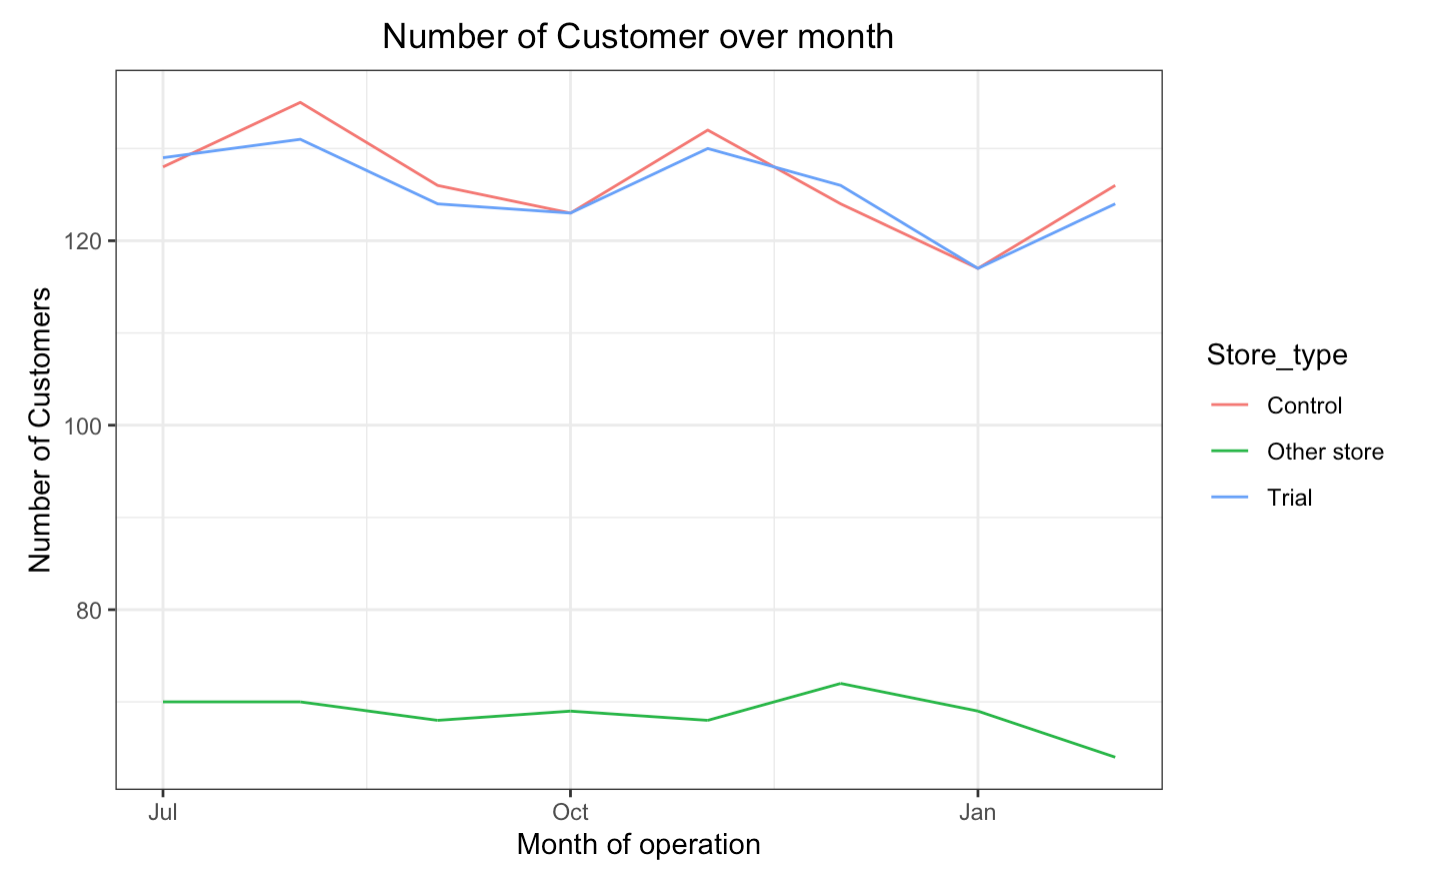 Number of Customer over month
Number of Customers
120
100
80
Jul
Oct
Jan
Month of operation
Store_type
Control
Other store
Trial